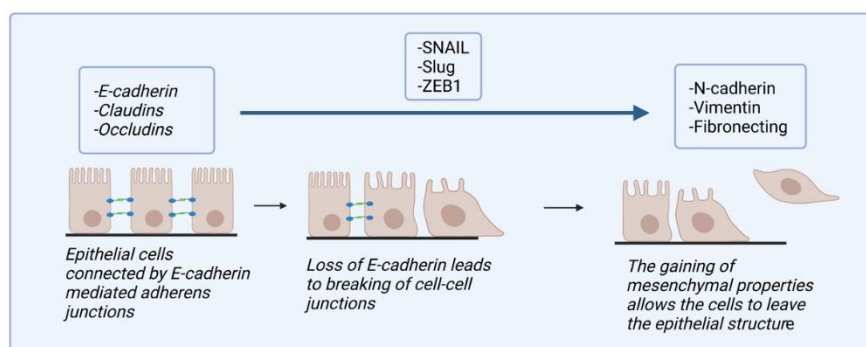 -SNAIL
-Slug
-ZEB1
-E-cadherin
-Claudins
-Occludins
-N-cadherin
-Vimentin
-Fibronecting
Epithelial cells
connected by E-cadherin
mediated adherens
junctions
Loss of E-cadherin leads
to breaking of cell-cell
junctions
The gaining of
mesenchymal properties
allows the cells to leave
the epithelial structure